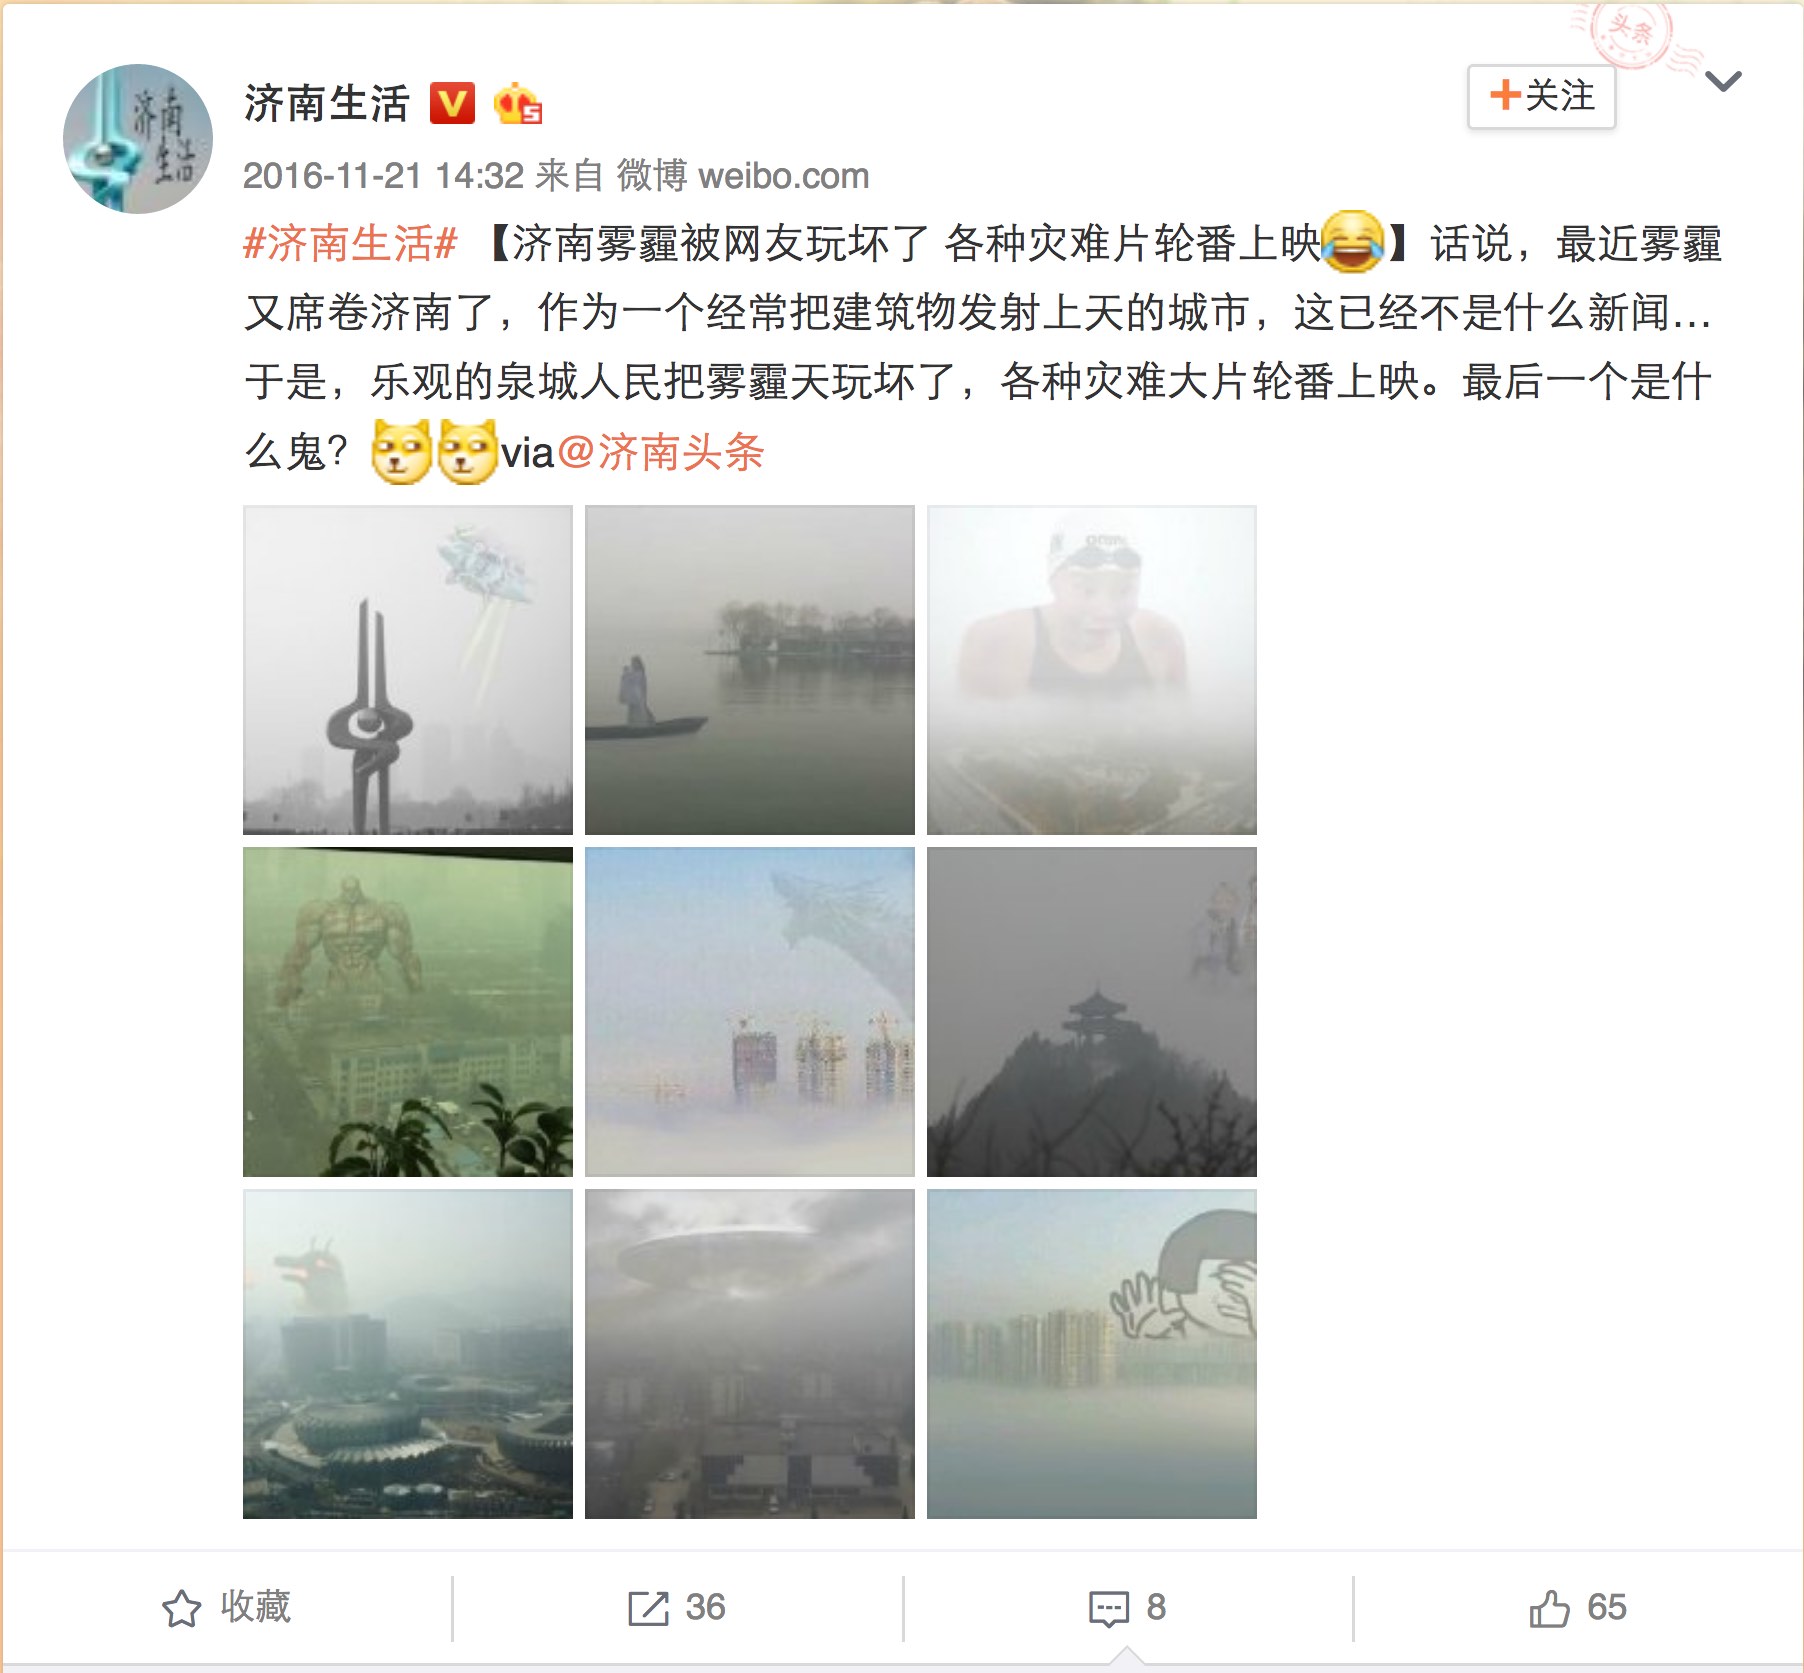 头条
济南
生活
济南生活
+关注
2016-11-21 14:32 来自 微博 weibo.com
#济南生活# 【济南雾霾被网友玩坏了 各种灾难片轮番上映😂】话说，最近雾霾
又席卷济南了，作为一个经常把建筑物发射上天的城市，这已经不是什么新闻...
于是，乐观的泉城人民把雾霾天玩坏了，各种灾难大片轮番上映。最后一个是什
么鬼？via@济南头条
收藏
36
8
65